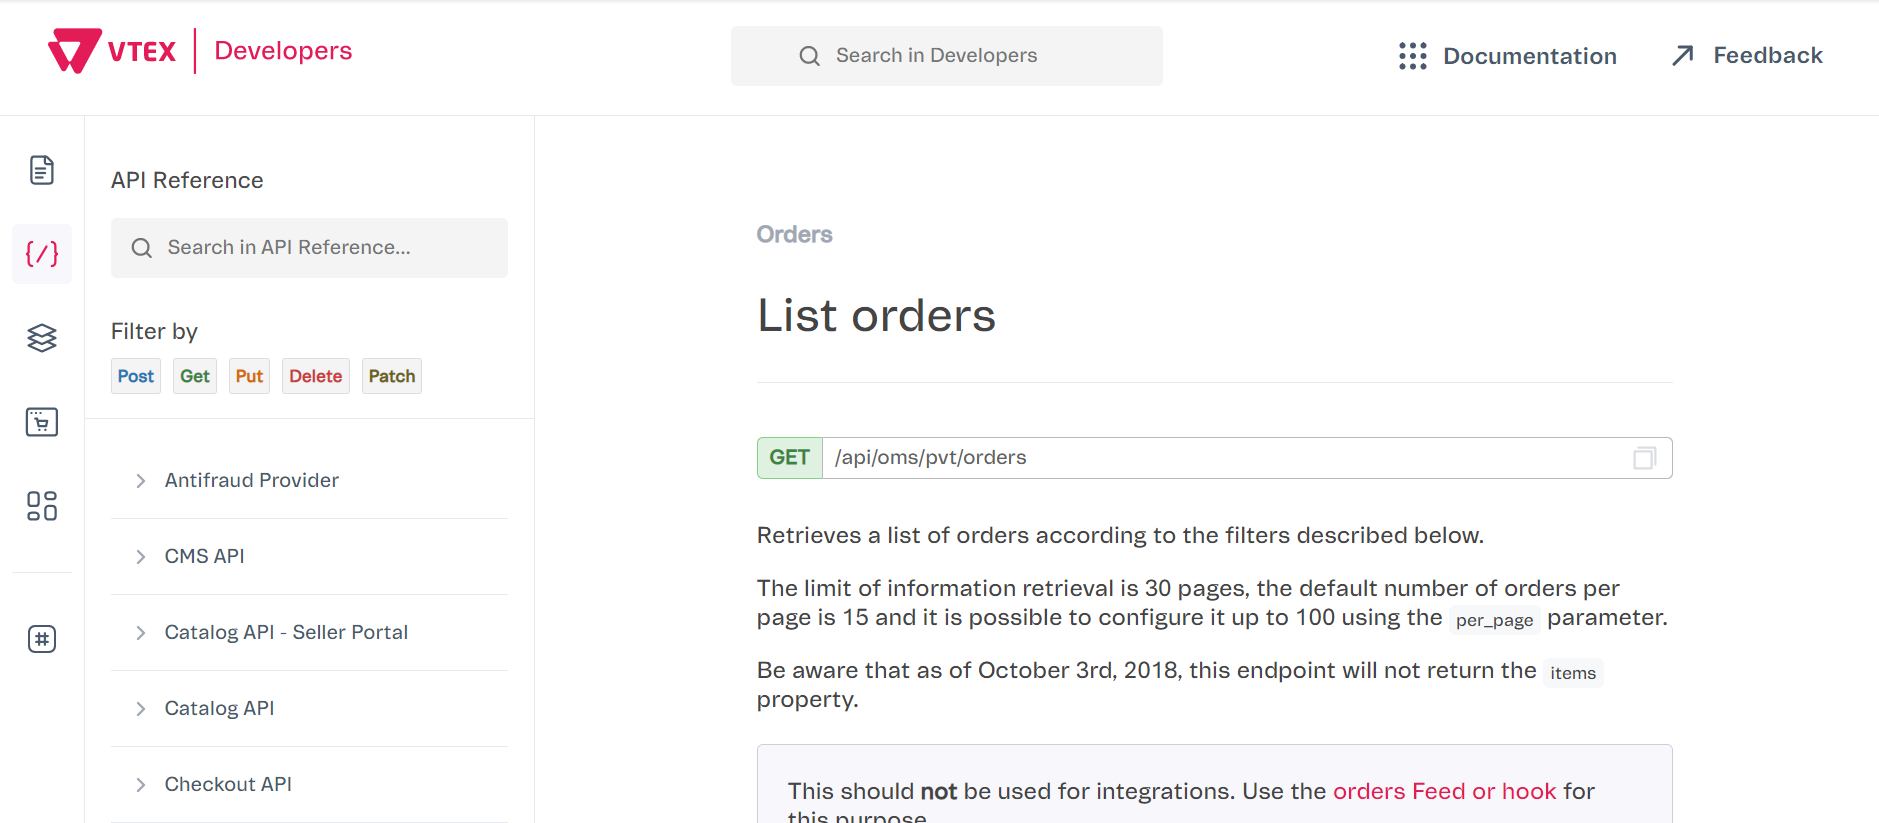 VTEX Developers
Search in Developers
Documentation
Feedback
API Reference
Search in API Reference...
Filter by
Post Get Put Delete Patch
Antifraud Provider
CMS API
Catalog API - Seller Portal
Catalog API
Checkout API
Orders
List orders
GET /api/oms/pvt/orders
Retrieves a list of orders according to the filters described below.
The limit of information retrieval is 30 pages, the default number of orders per
page is 15 and it is possible to configure it up to 100 using the per_page parameter.
Be aware that as of October 3rd, 2018, this endpoint will not return the items
property.
This should not be used for integrations. Use the orders Feed or hook for
this purpose